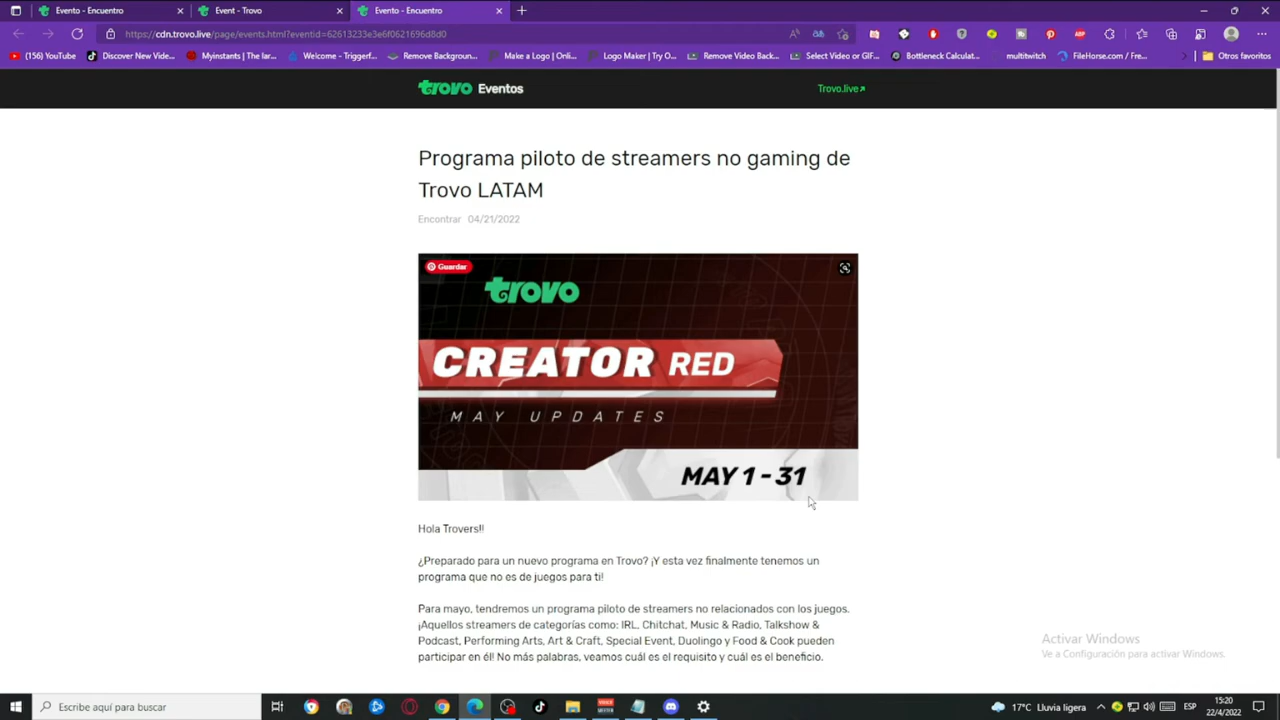 Evento - Encuentro
Event - Trovo
Evento - Encuentro
https://cdn.trovo.live/page/events.html?eventid=62613233e3e6f0621696d8d0
(156) YouTube
Discover New Vide...
Myinstants | The lar...
Welcome - Triggerf...
Remove Background...
Make a Logo | Onli...
Logo Maker | Try O...
Remove Video Back...
Select Video or GIF...
Bottleneck Calculat...
multitwitch
FileHorse.com / Fre...
Otros favoritos
trovo Eventos
Trovo.live
Programa piloto de streamers no gaming de
Trovo LATAM
Encontrar 04/21/2022
Guardar
trovo
CREATOR RED
MAY UPDATES
MAY 1 - 31
Hola Trovers!!
¿Preparado para un nuevo programa en Trovo? ¡Y esta vez finalmente tenemos un
programa que no es de juegos para ti!
Para mayo, tendremos un programa piloto de streamers no relacionados con los juegos.
¡Aquellos streamers de categorías como: IRL, Chitchat, Music & Radio, Talkshow &
Podcast, Performing Arts, Art & Craft, Special Event, Duolingo y Food & Cook pueden
participar en él! No más palabras, veamos cuál es el requisito y cuál es el beneficio.
Activar Windows
Ve a Configuración para activar Windows.
Escribe aquí para buscar
17°C Lluvia ligera
ESP
15:20
22/4/2022